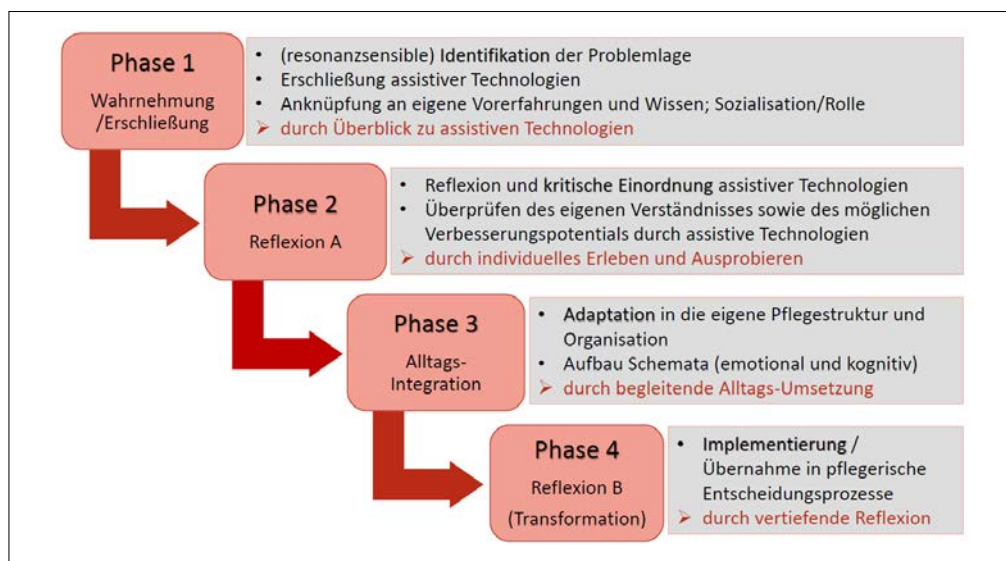 Phase 1
Wahrnehmung
/Erschließung
• (resonanzsensible) Identifikation der Problemlage
• Erschließung assistiver Technologien
• Anknüpfung an eigene Vorerfahrungen und Wissen; Sozialisation/Rolle
➢ durch Überblick zu assistiven Technologien
Phase 2
Reflexion A
• Reflexion und kritische Einordnung assistiver Technologien
• Überprüfen des eigenen Verständnisses sowie des möglichen
Verbesserungspotentials durch assistive Technologien
➢ durch individuelles Erleben und Ausprobieren
Phase 3
Alltags-
Integration
• Adaptation in die eigene Pflegestruktur und
Organisation
• Aufbau Schemata (emotional und kognitiv)
➢ durch begleitende Alltags-Umsetzung
Phase 4
Reflexion B
(Transformation)
• Implementierung /
Übernahme in pflegerische
Entscheidungsprozesse
➢ durch vertiefende Reflexion